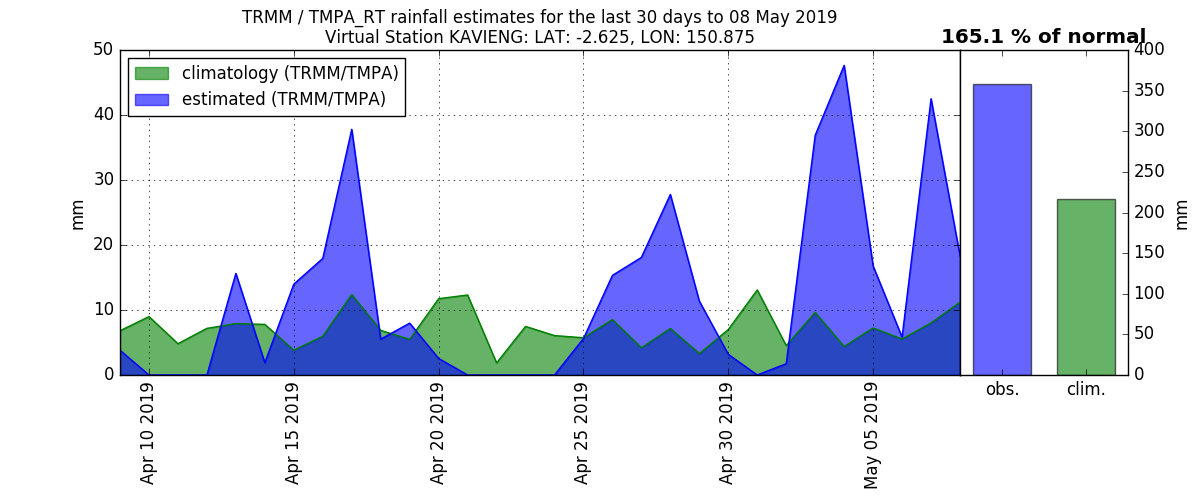 TRMM / TMPA_RT rainfall estimates for the last 30 days to 08 May 2019
Virtual Station KAVIENG: LAT: -2.625, LON: 150.875
165.1 % of normal
climatology (TRMM/TMPA)
estimated (TRMM/TMPA)
mm
50
40
30
20
10
0
Apr 10 2019
Apr 15 2019
Apr 20 2019
Apr 25 2019
Apr 30 2019
May 05 2019
400
350
300
250
200
150
100
50
0
mm
obs.
clim.